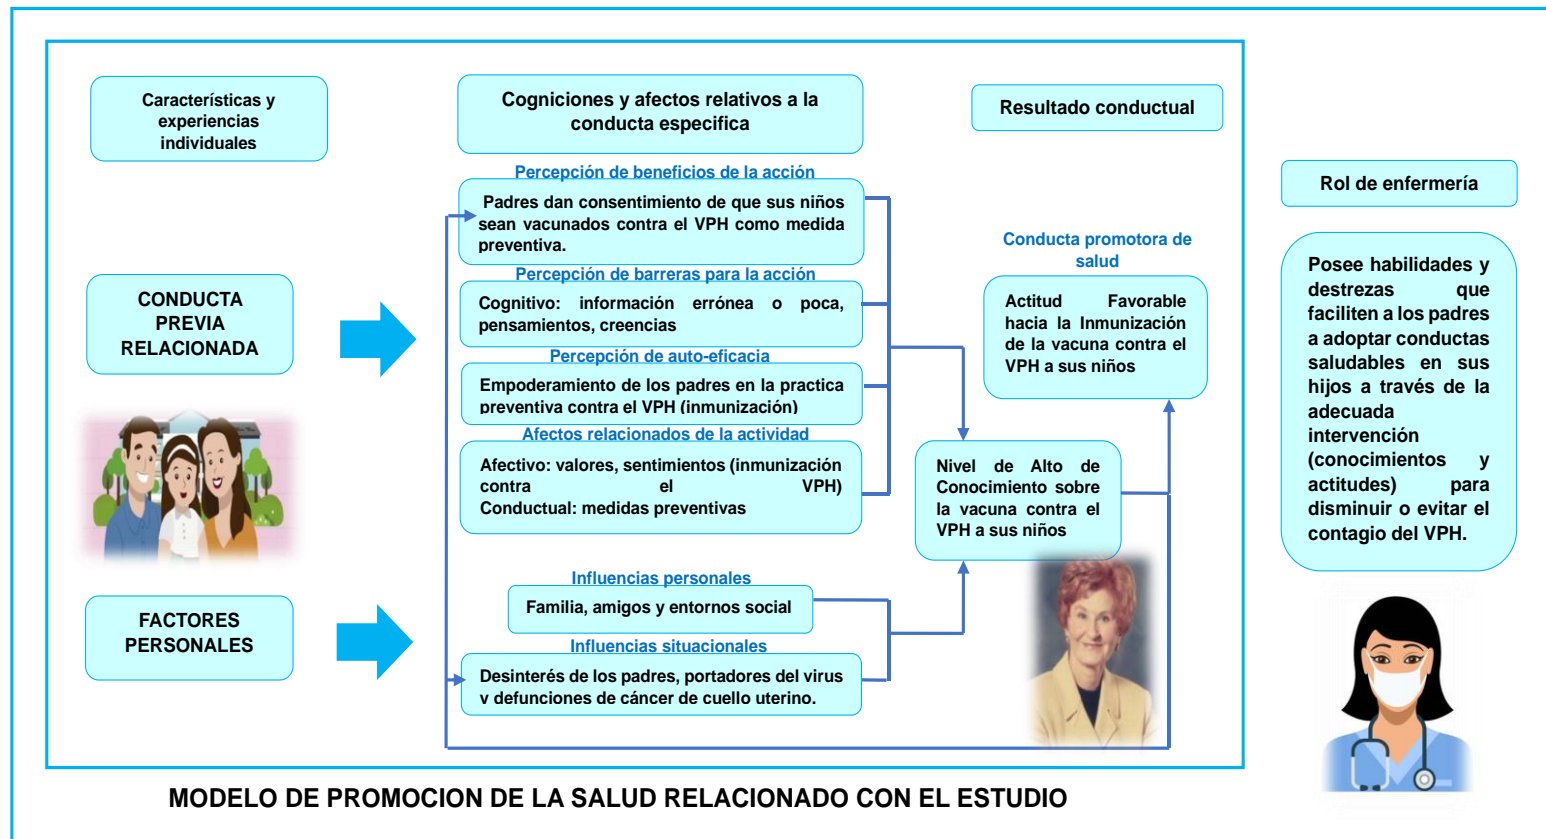 Características y
experiencias
individuales
Cogniciones y afectos relativos a la
conducta especifica
Resultado conductual
Rol de enfermería
CONDUCTA
PREVIA
RELACIONADA
FACTORES
PERSONALES
Percepción de beneficios de la acción
Padres dan consentimiento de que sus niños
sean vacunados contra el VPH como medida
preventiva.
Percepción de barreras para la acción
Cognitivo: información errónea o poca,
pensamientos, creencias
Percepción de auto-eficacia
Empoderamiento de los padres en la practica
preventiva contra el VPH (inmunización)
Afectos relacionados de la actividad
Afectivo: valores, sentimientos (inmunización
contra el VPH)
Conductual: medidas preventivas
Influencias personales
Familia, amigos y entornos social
Influencias situacionales
Desinterés de los padres, portadores del virus
y defunciones de cáncer de cuello uterino.
Conducta promotora de
salud
Actitud Favorable
hacia la Inmunización
de la vacuna contra el
VPH a sus niños
Nivel de Alto de
Conocimiento sobre
la vacuna contra el
VPH a sus niños
Posee habilidades y
destrezas que
faciliten a los padres
a adoptar conductas
saludables en sus
hijos a través de la
adecuada
intervención
(conocimientos y
actitudes) para
disminuir o evitar el
contagio del VPH.
MODELO DE PROMOCION DE LA SALUD RELACIONADO CON EL ESTUDIO